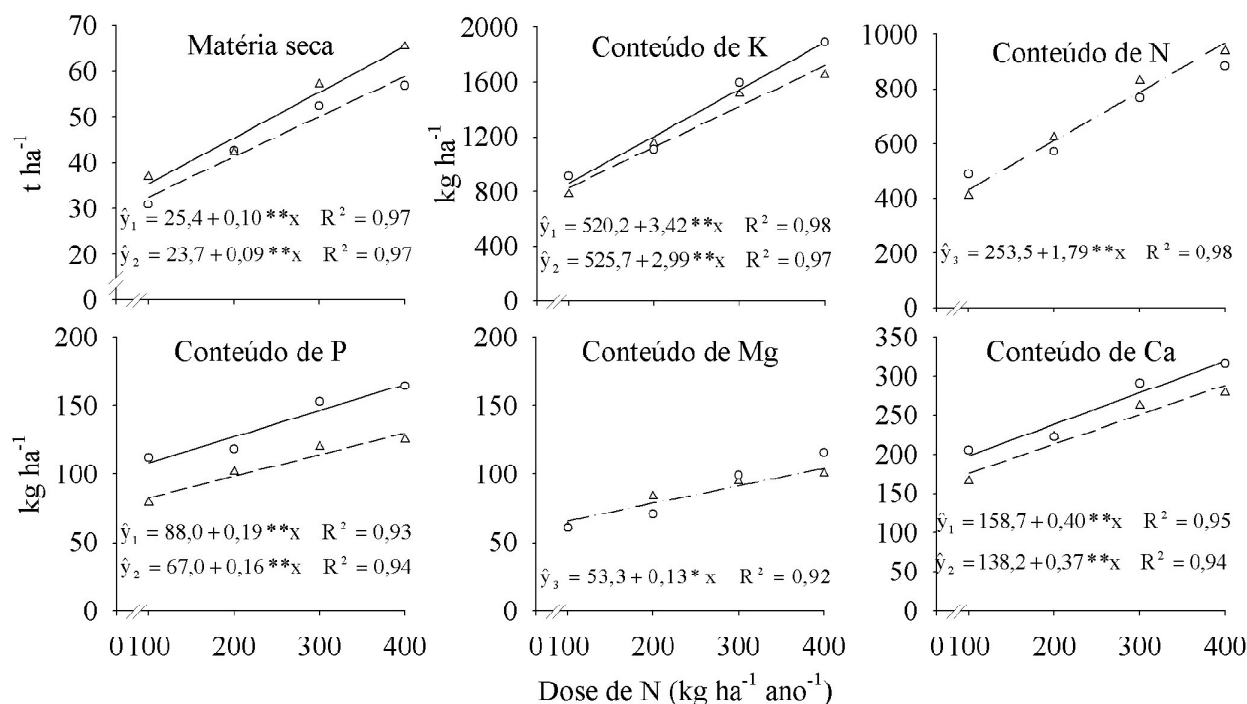 Matéria seca
70
60
50
40
30
20
0
t ha⁻¹
ŷ₁ = 25,4 + 0,10 **x R² = 0,97
ŷ₂ = 23,7 + 0,09 **x R² = 0,97
Conteúdo de K
2000
1600
1200
800
400
0
kg ha⁻¹
ŷ₁ = 520,2 + 3,42 **x R² = 0,98
ŷ₂ = 525,7 + 2,99 **x R² = 0,97
Conteúdo de N
1000
800
600
400
200
0
ŷ₃ = 253,5 + 1,79 **x R² = 0,98
Conteúdo de P
200
150
100
50
0
kg ha⁻¹
ŷ₁ = 88,0 + 0,19 **x R² = 0,93
ŷ₂ = 67,0 + 0,16 **x R² = 0,94
0 100 200 300 400
Conteúdo de Mg
200
150
100
50
0
ŷ₃ = 53,3 + 0,13 * x R² = 0,92
0 100 200 300 400
Conteúdo de Ca
350
300
250
200
150
100
50
0
ŷ₁ = 158,7 + 0,40 **x R² = 0,95
ŷ₂ = 138,2 + 0,37 **x R² = 0,94
0 100 200 300 400
Dose de N (kg ha⁻¹ ano⁻¹)